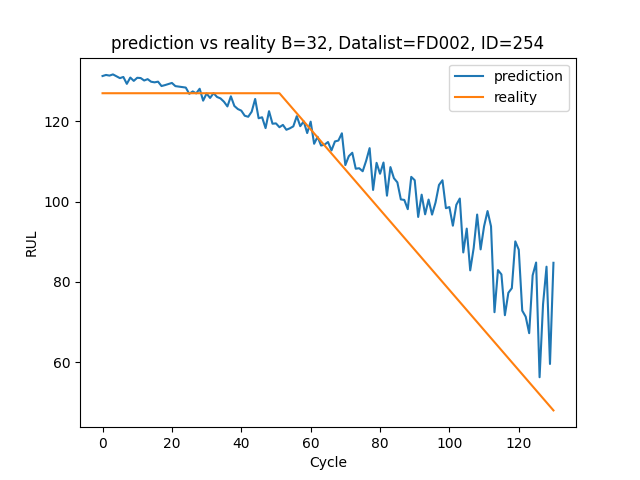 prediction vs reality B=32, Datalist=FD002, ID=254
prediction
reality
RUL
120
100
80
60
0 20 40 60 80 100 120
Cycle